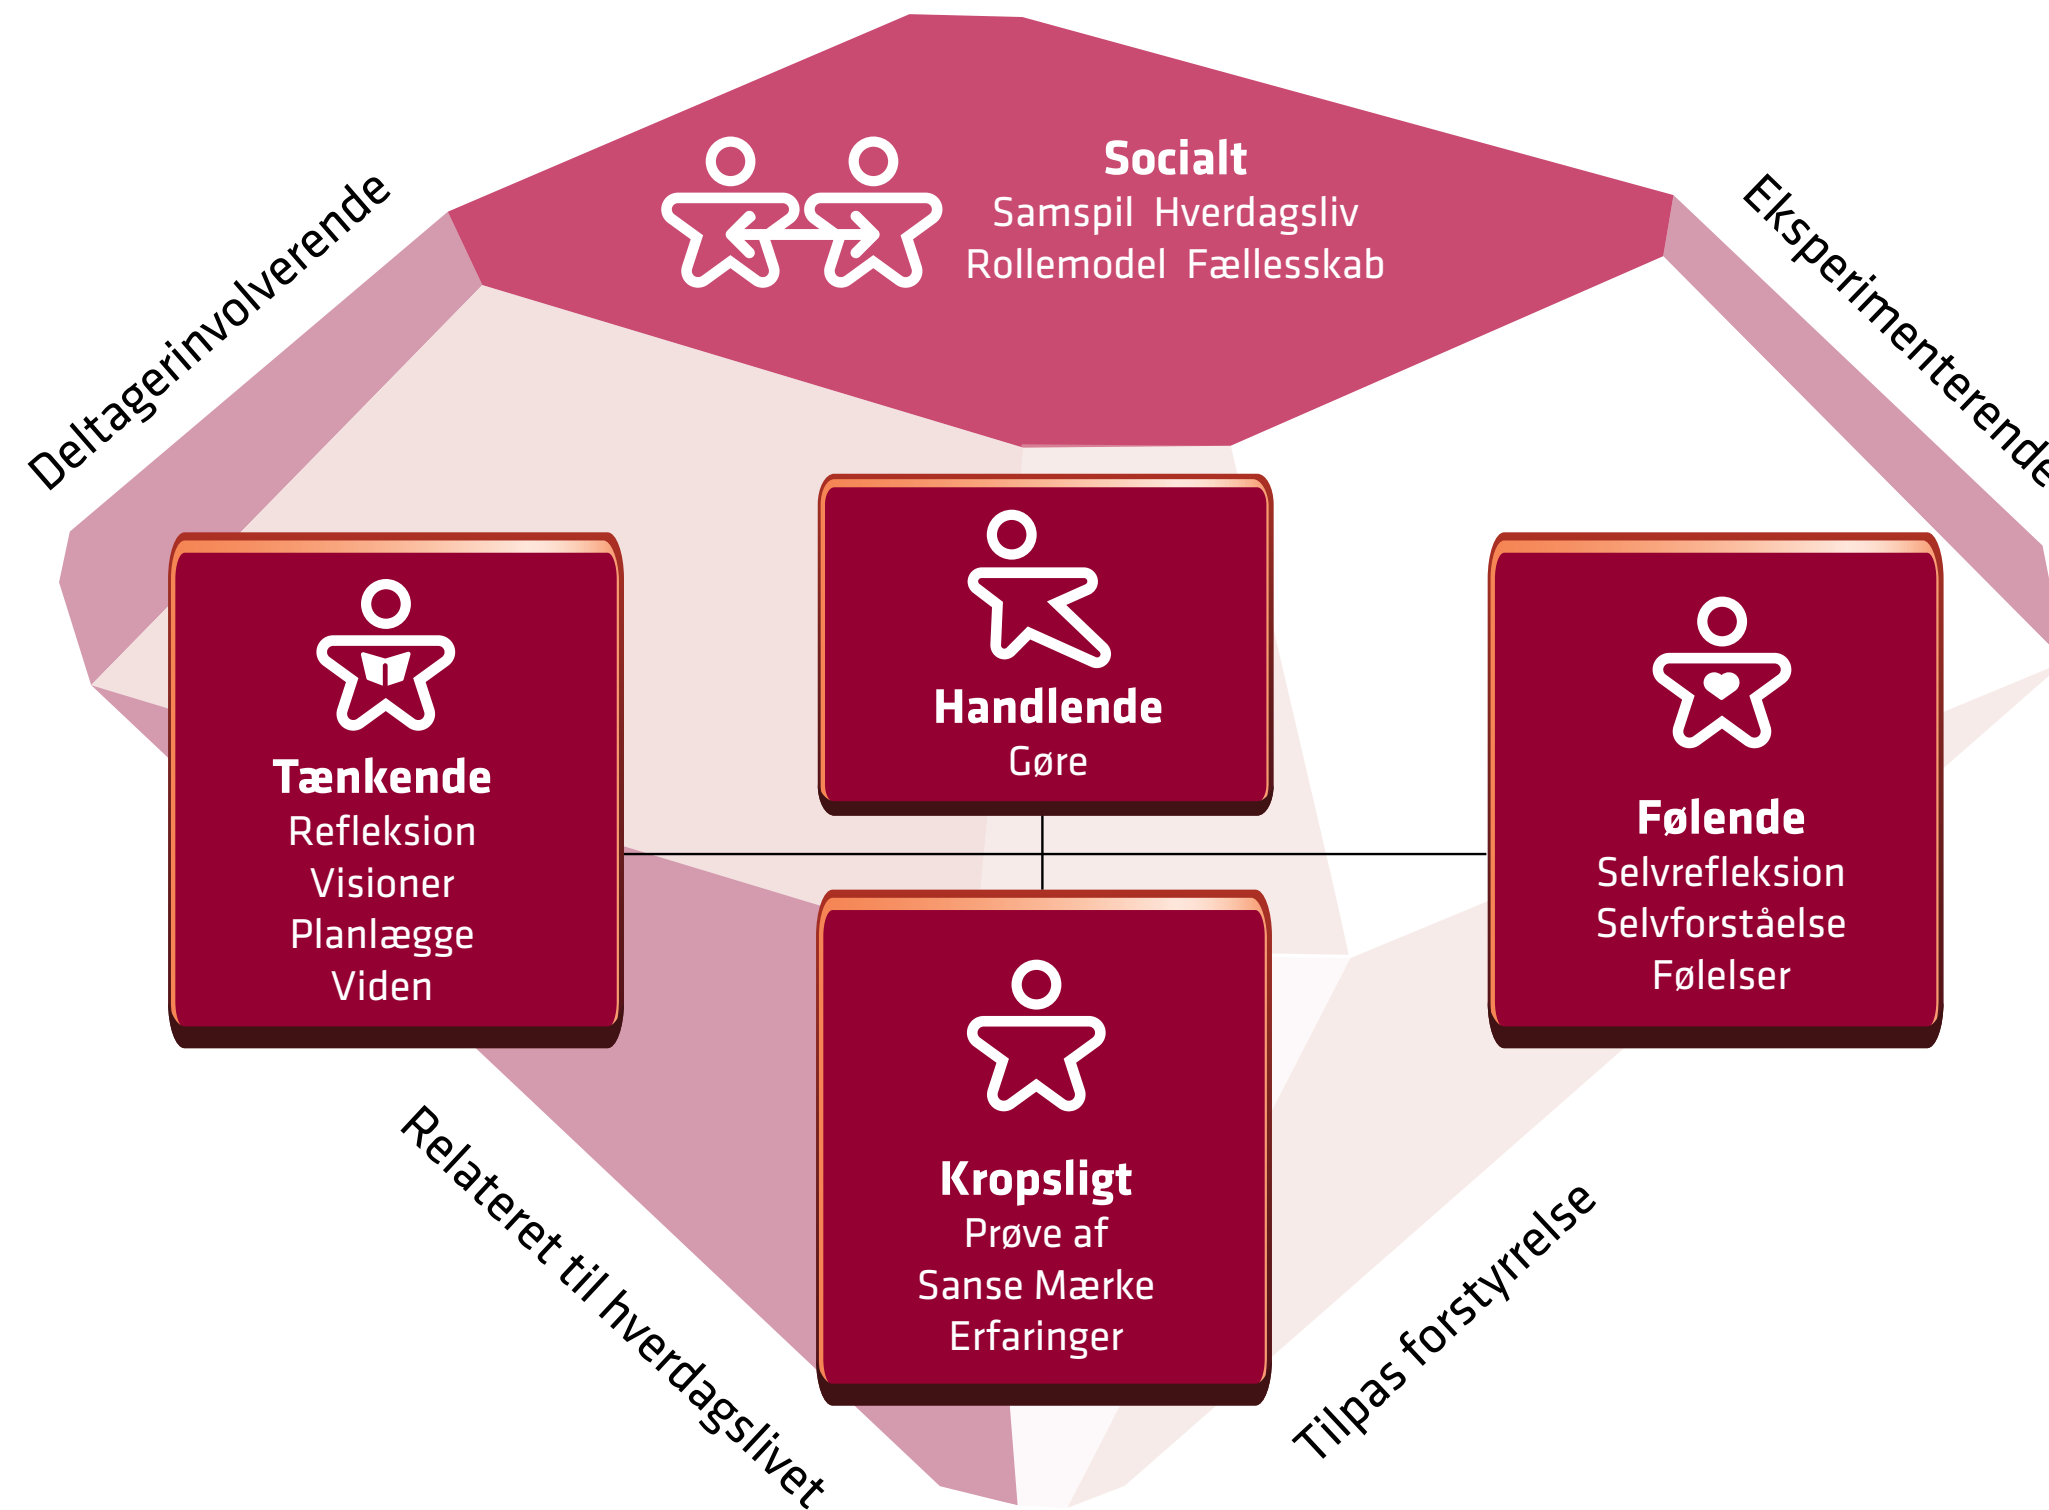 Socialt
Samspil Hverdagsliv
Rollemodel Fællesskab
Deltagerinvolverende
Eksperimenterende
Tænkende
Refleksion
Visioner
Planlægge
Viden
Handlende
Gøre
Følende
Selvrefleksion
Selvforståelse
Følelser
Kropsligt
Prøve af
Sanse Mærke
Erfaringer
Relateret til hverdagslivet
Tilpas forstyrrelse